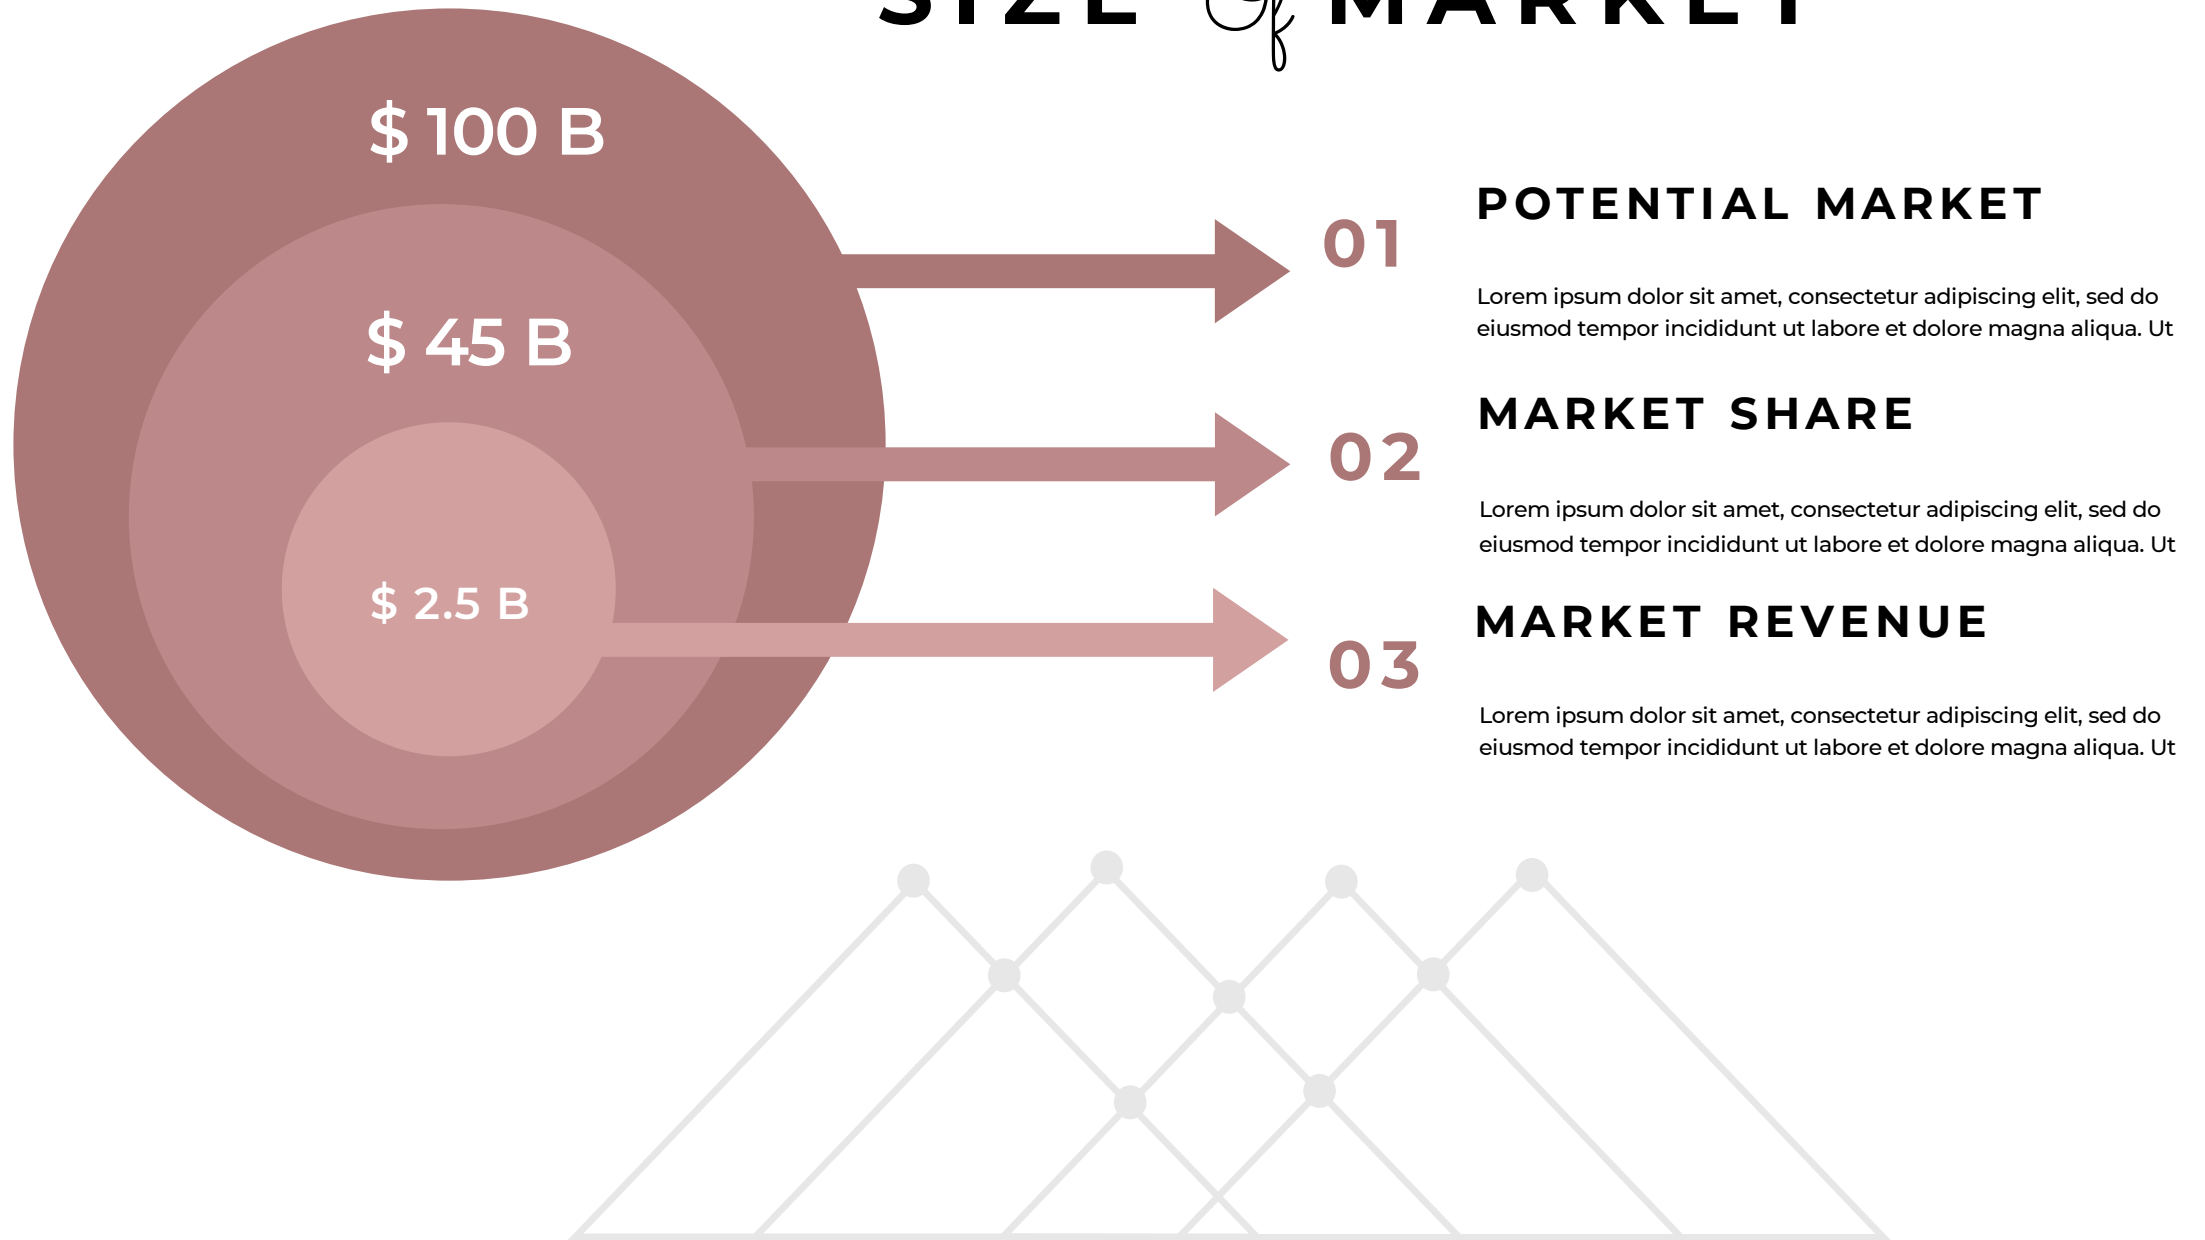 SIZE of MARKET
$ 100 B
$ 45 B
$ 2.5 B
01
POTENTIAL MARKET
Lorem ipsum dolor sit amet, consectetur adipiscing elit, sed do
eiusmod tempor incididunt ut labore et dolore magna aliqua. Ut
02
MARKET SHARE
Lorem ipsum dolor sit amet, consectetur adipiscing elit, sed do
eiusmod tempor incididunt ut labore et dolore magna aliqua. Ut
03
MARKET REVENUE
Lorem ipsum dolor sit amet, consectetur adipiscing elit, sed do
eiusmod tempor incididunt ut labore et dolore magna aliqua. Ut